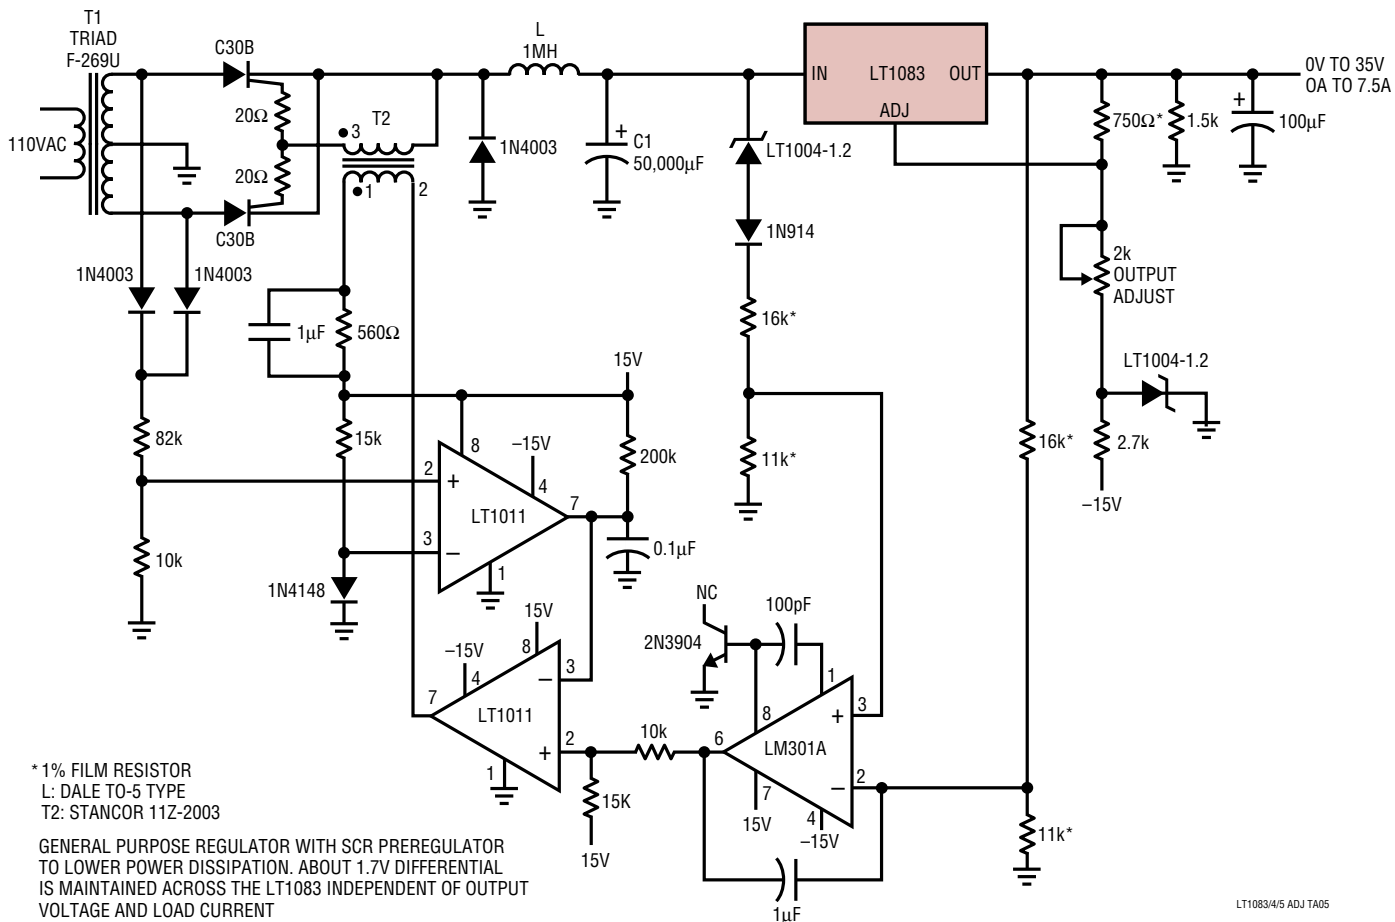 T1
TRIAD
F-269U
110VAC
C30B
20Ω
20Ω
C30B
T2
3
1
2
1N4003
L
1MH
+
C1
50,000µF
IN
LT1083
OUT
ADJ
0V TO 35V
OA TO 7.5A
750Ω*
1.5k
+
100µF
LT1004-1.2
1N914
16k*
11k*
2k
OUTPUT
ADJUST
LT1004-1.2
2.7k
–15V
16k*
11k*
1N4003
1N4003
82k
10k
1µF
560Ω
15k
1N4148
15V
200k
0.1µF
8
–15V
4
2
+
LT1011
7
3
–
1
15V
8
–15V
4
3
–
LT1011
7
2
+
1
10k
15K
15V
NC
2N3904
100pF
1
8
3
+
LM301A
6
2
–
7
15V
4
–15V
1µF
* 1% FILM RESISTOR
L: DALE TO-5 TYPE
T2: STANCOR 11Z-2003
GENERAL PURPOSE REGULATOR WITH SCR PREREGULATOR
TO LOWER POWER DISSIPATION. ABOUT 1.7V DIFFERENTIAL
IS MAINTAINED ACROSS THE LT1083 INDEPENDENT OF OUTPUT
VOLTAGE AND LOAD CURRENT
LT1083/4/5 ADJ TA05